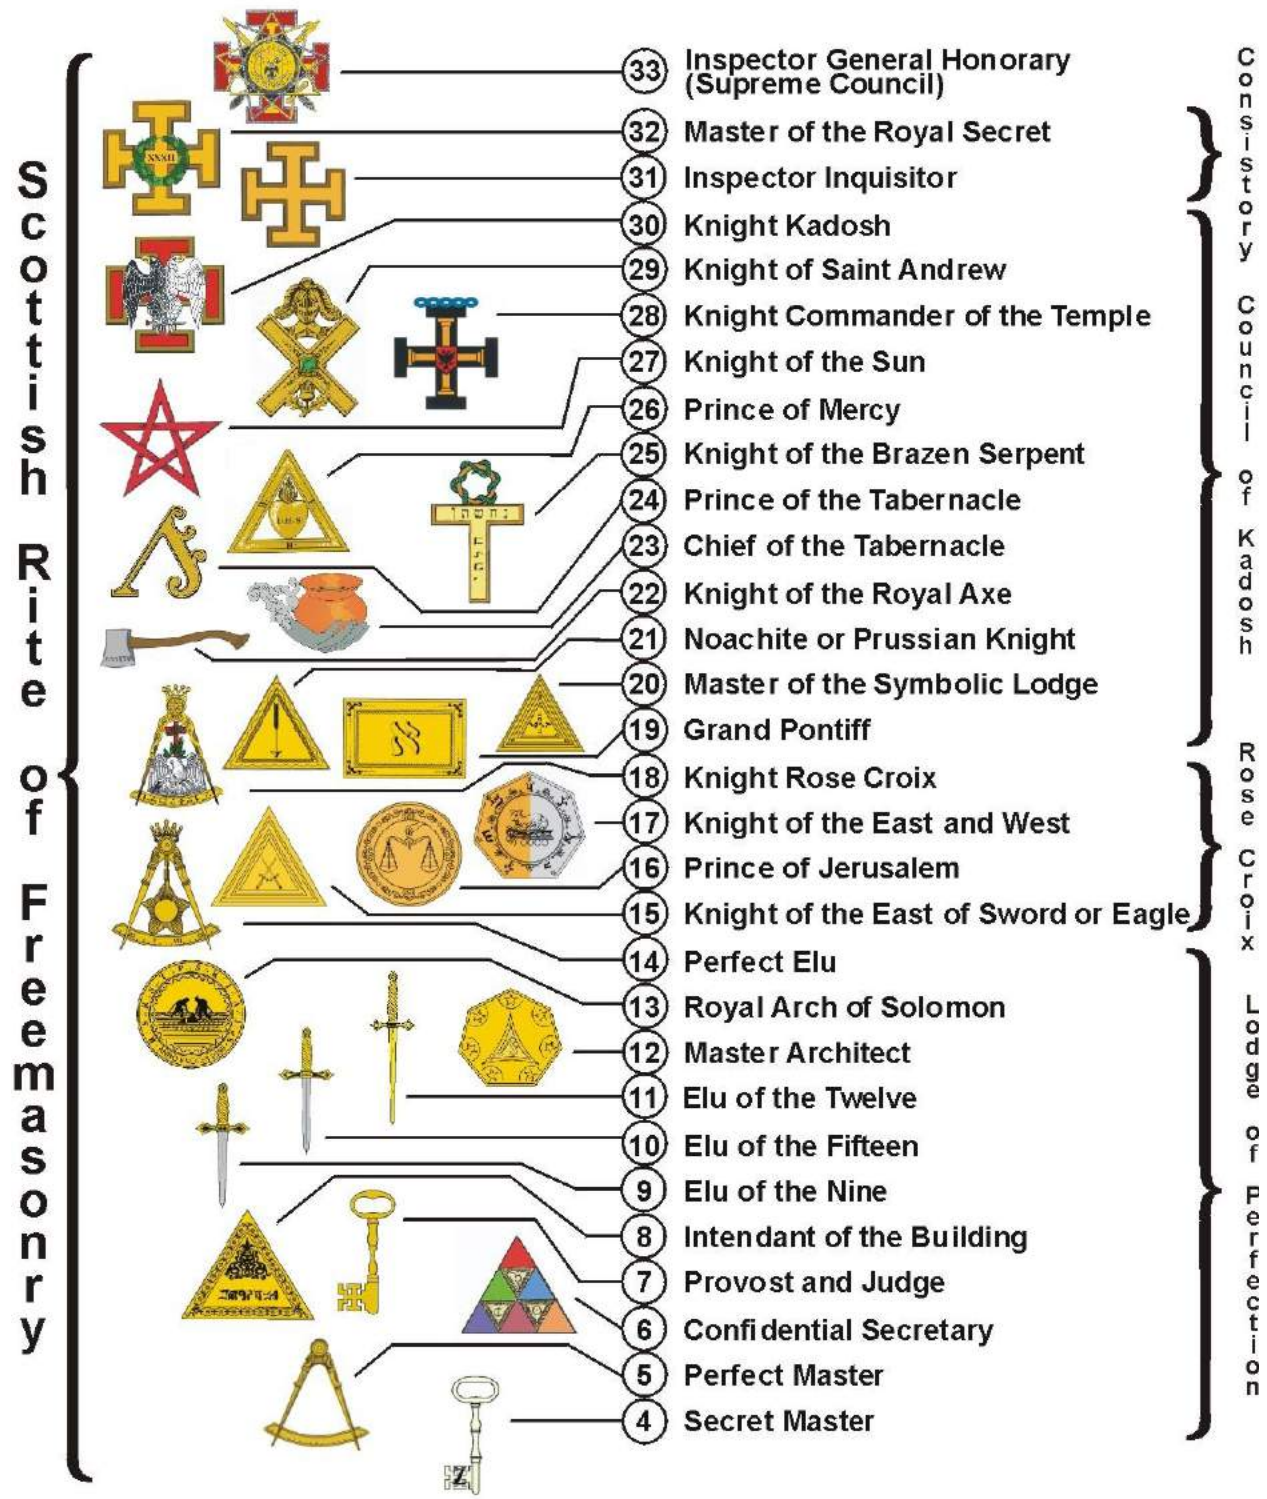 Scottish Rite of Freemasonry
33 Inspector General Honorary
(Supreme Council)
32 Master of the Royal Secret
31 Inspector Inquisitor
30 Knight Kadosh
29 Knight of Saint Andrew
28 Knight Commander of the Temple
27 Knight of the Sun
26 Prince of Mercy
25 Knight of the Brazen Serpent
24 Prince of the Tabernacle
23 Chief of the Tabernacle
22 Knight of the Royal Axe
21 Noachite or Prussian Knight
20 Master of the Symbolic Lodge
19 Grand Pontiff
18 Knight Rose Croix
17 Knight of the East and West
16 Prince of Jerusalem
15 Knight of the East of Sword or Eagle
14 Perfect Elu
13 Royal Arch of Solomon
12 Master Architect
11 Elu of the Twelve
10 Elu of the Fifteen
9 Elu of the Nine
8 Intendant of the Building
7 Provost and Judge
6 Confidential Secretary
5 Perfect Master
4 Secret Master
Consistory
Council of Kadosh
Rose Croix
Lodge of Perfection
XXXII
Z